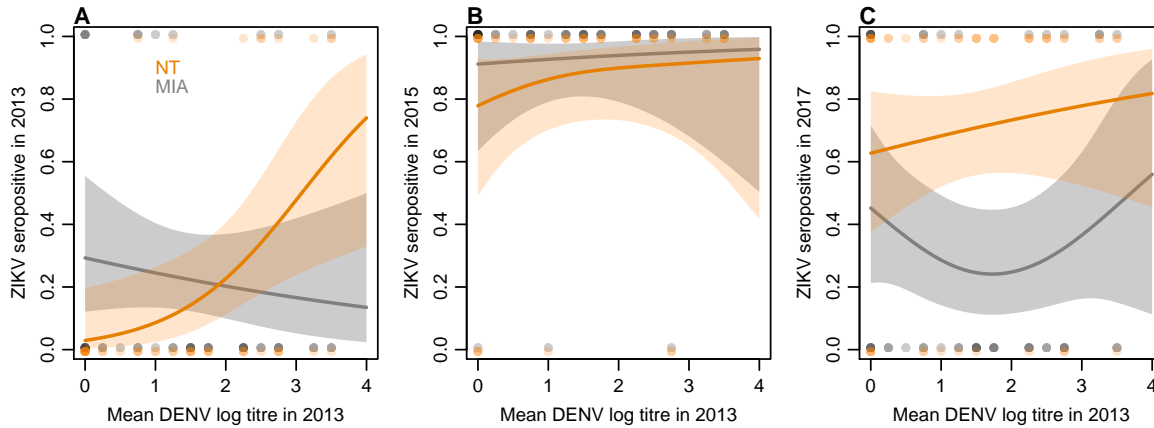 A
ZIKV seropositive in 2013
1.0
0.8
0.6
0.4
0.2
0.0
NT
MIA
0 1 2 3 4
Mean DENV log titre in 2013
B
ZIKV seropositive in 2015
1.0
0.8
0.6
0.4
0.2
0.0
0 1 2 3 4
Mean DENV log titre in 2013
C
ZIKV seropositive in 2017
1.0
0.8
0.6
0.4
0.2
0.0
0 1 2 3 4
Mean DENV log titre in 2013